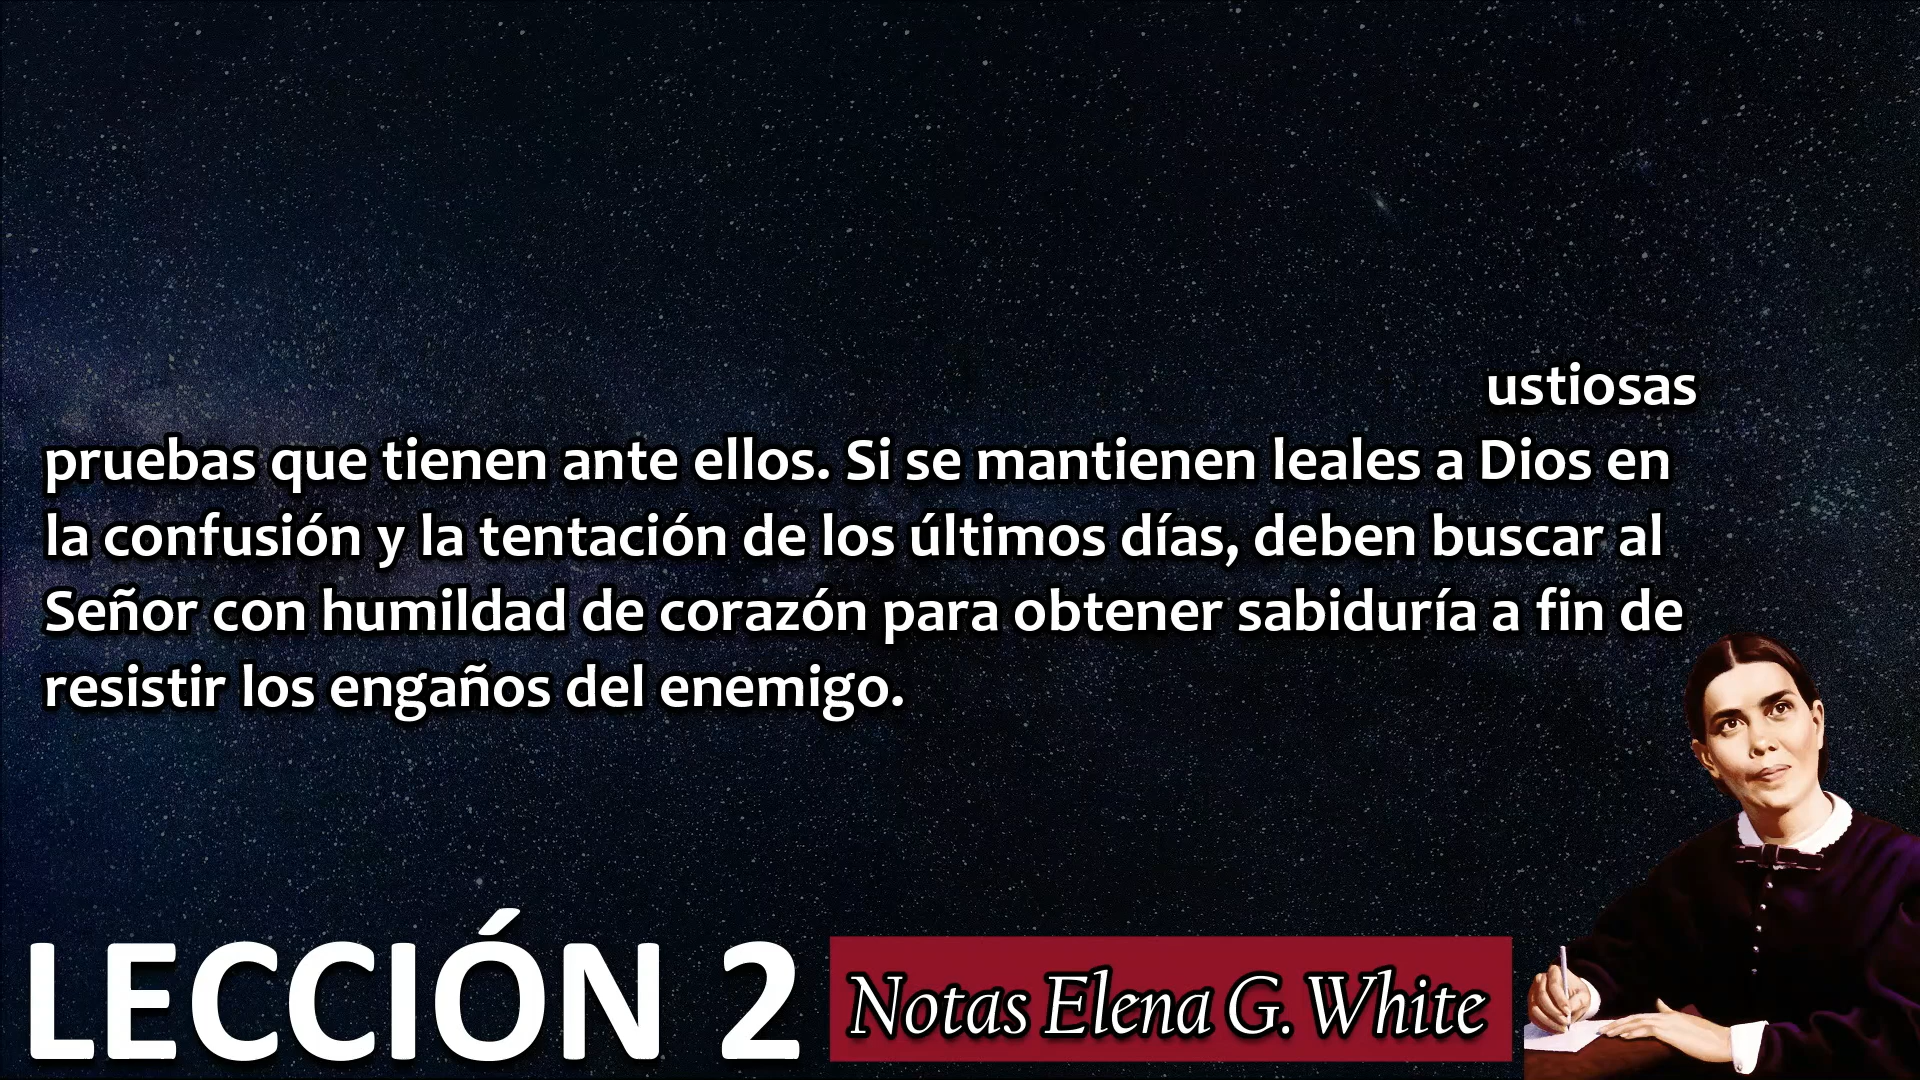 ustiosas
pruebas que tienen ante ellos. Si se mantienen leales a Dios en
la confusión y la tentación de los últimos días, deben buscar al
Señor con humildad de corazón para obtener sabiduría a fin de
resistir los engaños del enemigo.
LECCIÓN 2
Notas Elena G. White